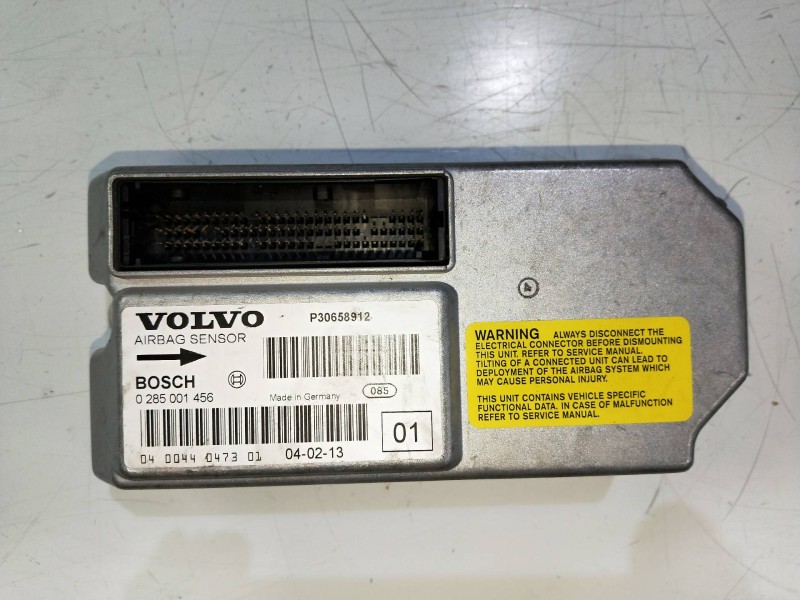 VOLVO
P30658912
AIRBAG SENSOR
BOSCH
0 285 001 456
Made in Germany
085
04 0044 0473 01
04-02-13
01
4
WARNING ALWAYS DISCONNECT THE
ELECTRICAL CONNECTOR BEFORE DISMOUNTING
THIS UNIT. REFER TO SERVICE MANUAL.
TILTING OF A CONNECTED UNIT CAN LEAD TO
DEPLOYMENT OF THE AIRBAG SYSTEM WHICH
MAY CAUSE PERSONAL INJURY.
THIS UNIT CONTAINS VEHICLE SPECIFIC
FUNCTIONAL DATA. IN CASE OF MALFUNCTION
REFER TO SERVICE MANUAL.